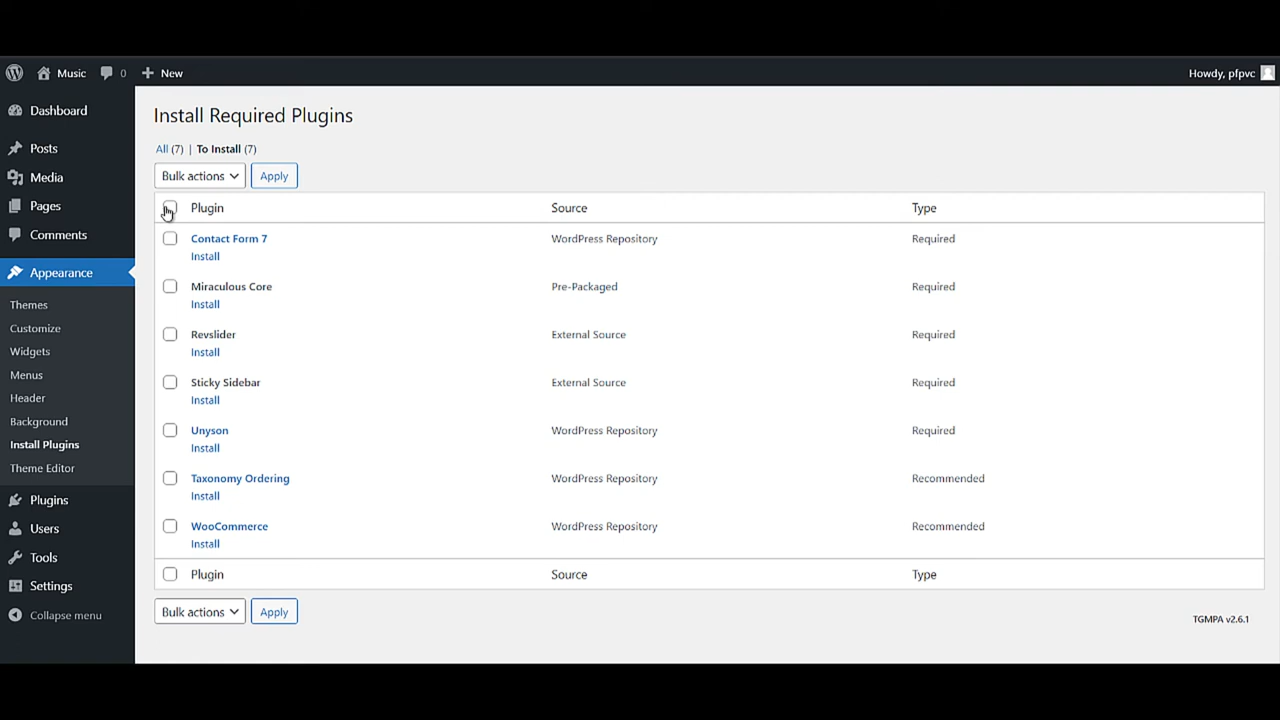 Music 0 New Howdy, pfpvc
Dashboard
Posts
Media
Pages
Comments
Appearance
Themes
Customize
Widgets
Menus
Header
Background
Install Plugins
Theme Editor
Plugins
Users
Tools
Settings
Collapse menu
Install Required Plugins
All (7) | To Install (7)
Bulk actions Apply
Plugin Source Type
Contact Form 7 WordPress Repository Required
Install
Miraculous Core Pre-Packaged Required
Install
Revslider External Source Required
Install
Sticky Sidebar External Source Required
Install
Unyson WordPress Repository Required
Install
Taxonomy Ordering WordPress Repository Recommended
Install
WooCommerce WordPress Repository Recommended
Install
Plugin Source Type
Bulk actions Apply
TGMPA v2.6.1